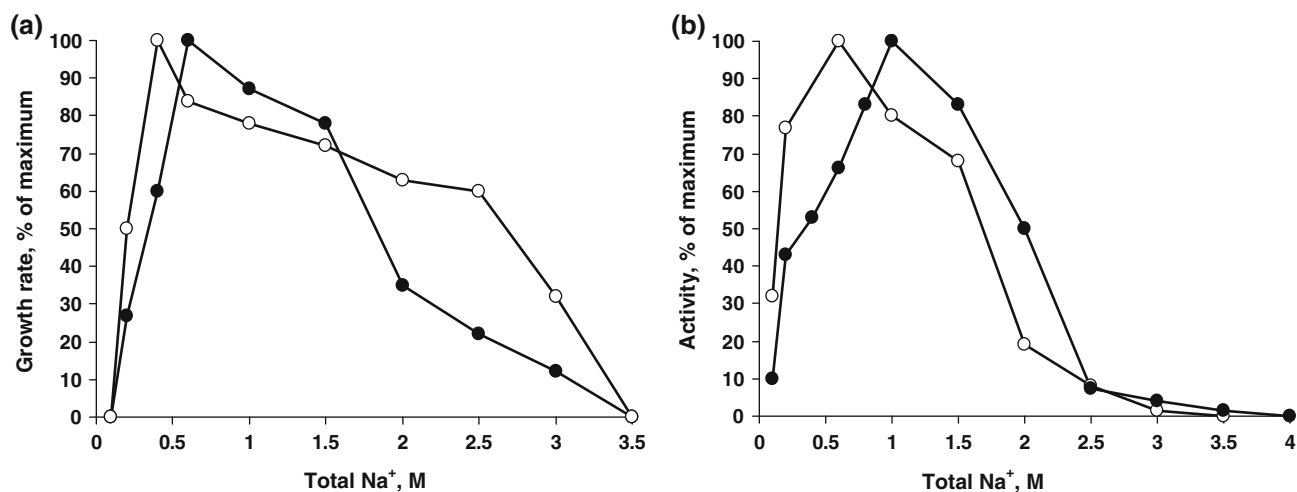 (a)
100
90
80
70
60
50
40
30
20
10
0
Growth rate, % of maximum
0 0.5 1 1.5 2 2.5 3 3.5
Total Na⁺, M
(b)
100
90
80
70
60
50
40
30
20
10
0
Activity, % of maximum
0 0.5 1 1.5 2 2.5 3 3.5 4
Total Na⁺, M